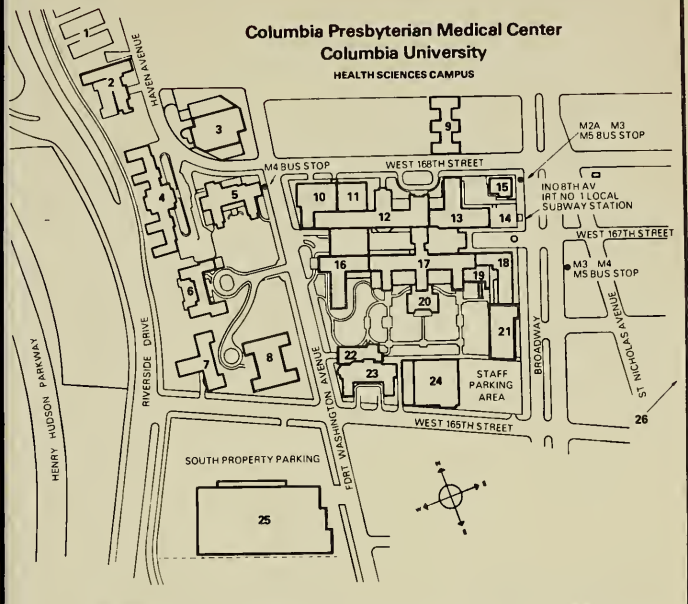 Columbia Presbyterian Medical Center
Columbia University
HEALTH SCIENCES CAMPUS
1
2
HAVEN AVENUE
3
9
M2A M3
M5 BUS STOP
M4 BUS STOP
WEST 168TH STREET
4
5
10
11
15
IND 8TH AV
IRT NO 1 LOCAL
SUBWAY STATION
12
13
14
WEST 167TH STREET
16
17
18
19
M3 M4
M5 BUS STOP
6
20
21
ST NICHOLAS AVENUE
BROADWAY
RIVERSIDE DRIVE
HENRY HUDSON PARKWAY
7
8
22
23
24
STAFF
PARKING
AREA
FORT WASHINGTON AVENUE
WEST 165TH STREET
26
SOUTH PROPERTY PARKING
25